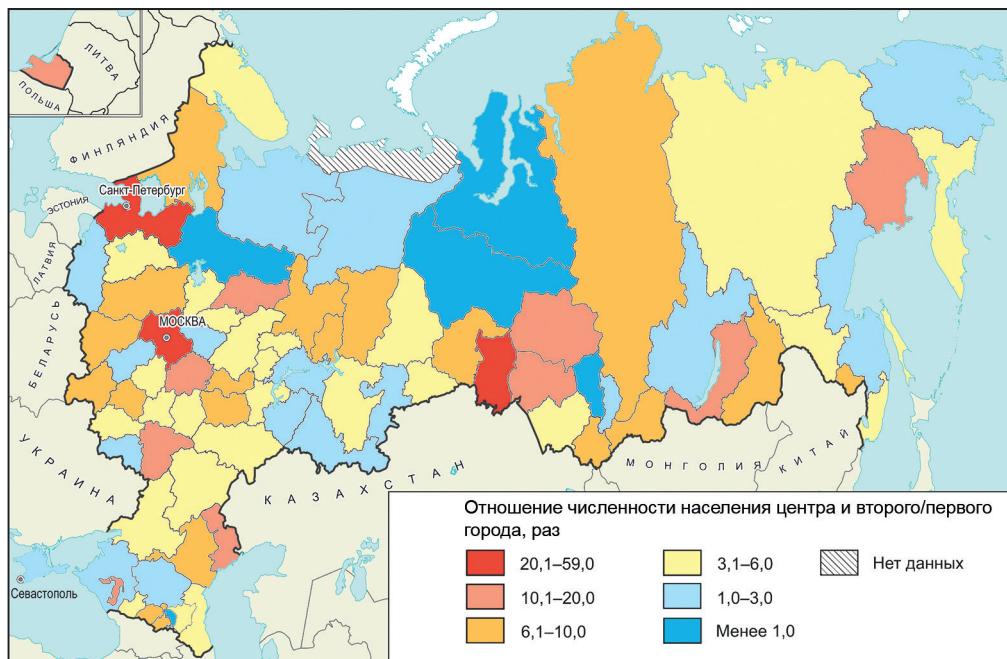 ЛИТВА
ПОЛЬША
ФИНЛЯНДИЯ
Санкт-Петербург
ЭСТОНИЯ
ЛАТВИЯ
БЕЛАРУСЬ
МОСКВА
УКРАИНА
КАЗАХСТАН
МОНГОЛИЯ
КИТАЙ
Севастополь
Отношение численности населения центра и второго/первого
города, раз
20,1–59,0
10,1–20,0
6,1–10,0
3,1–6,0
1,0–3,0
Менее 1,0
Нет данных